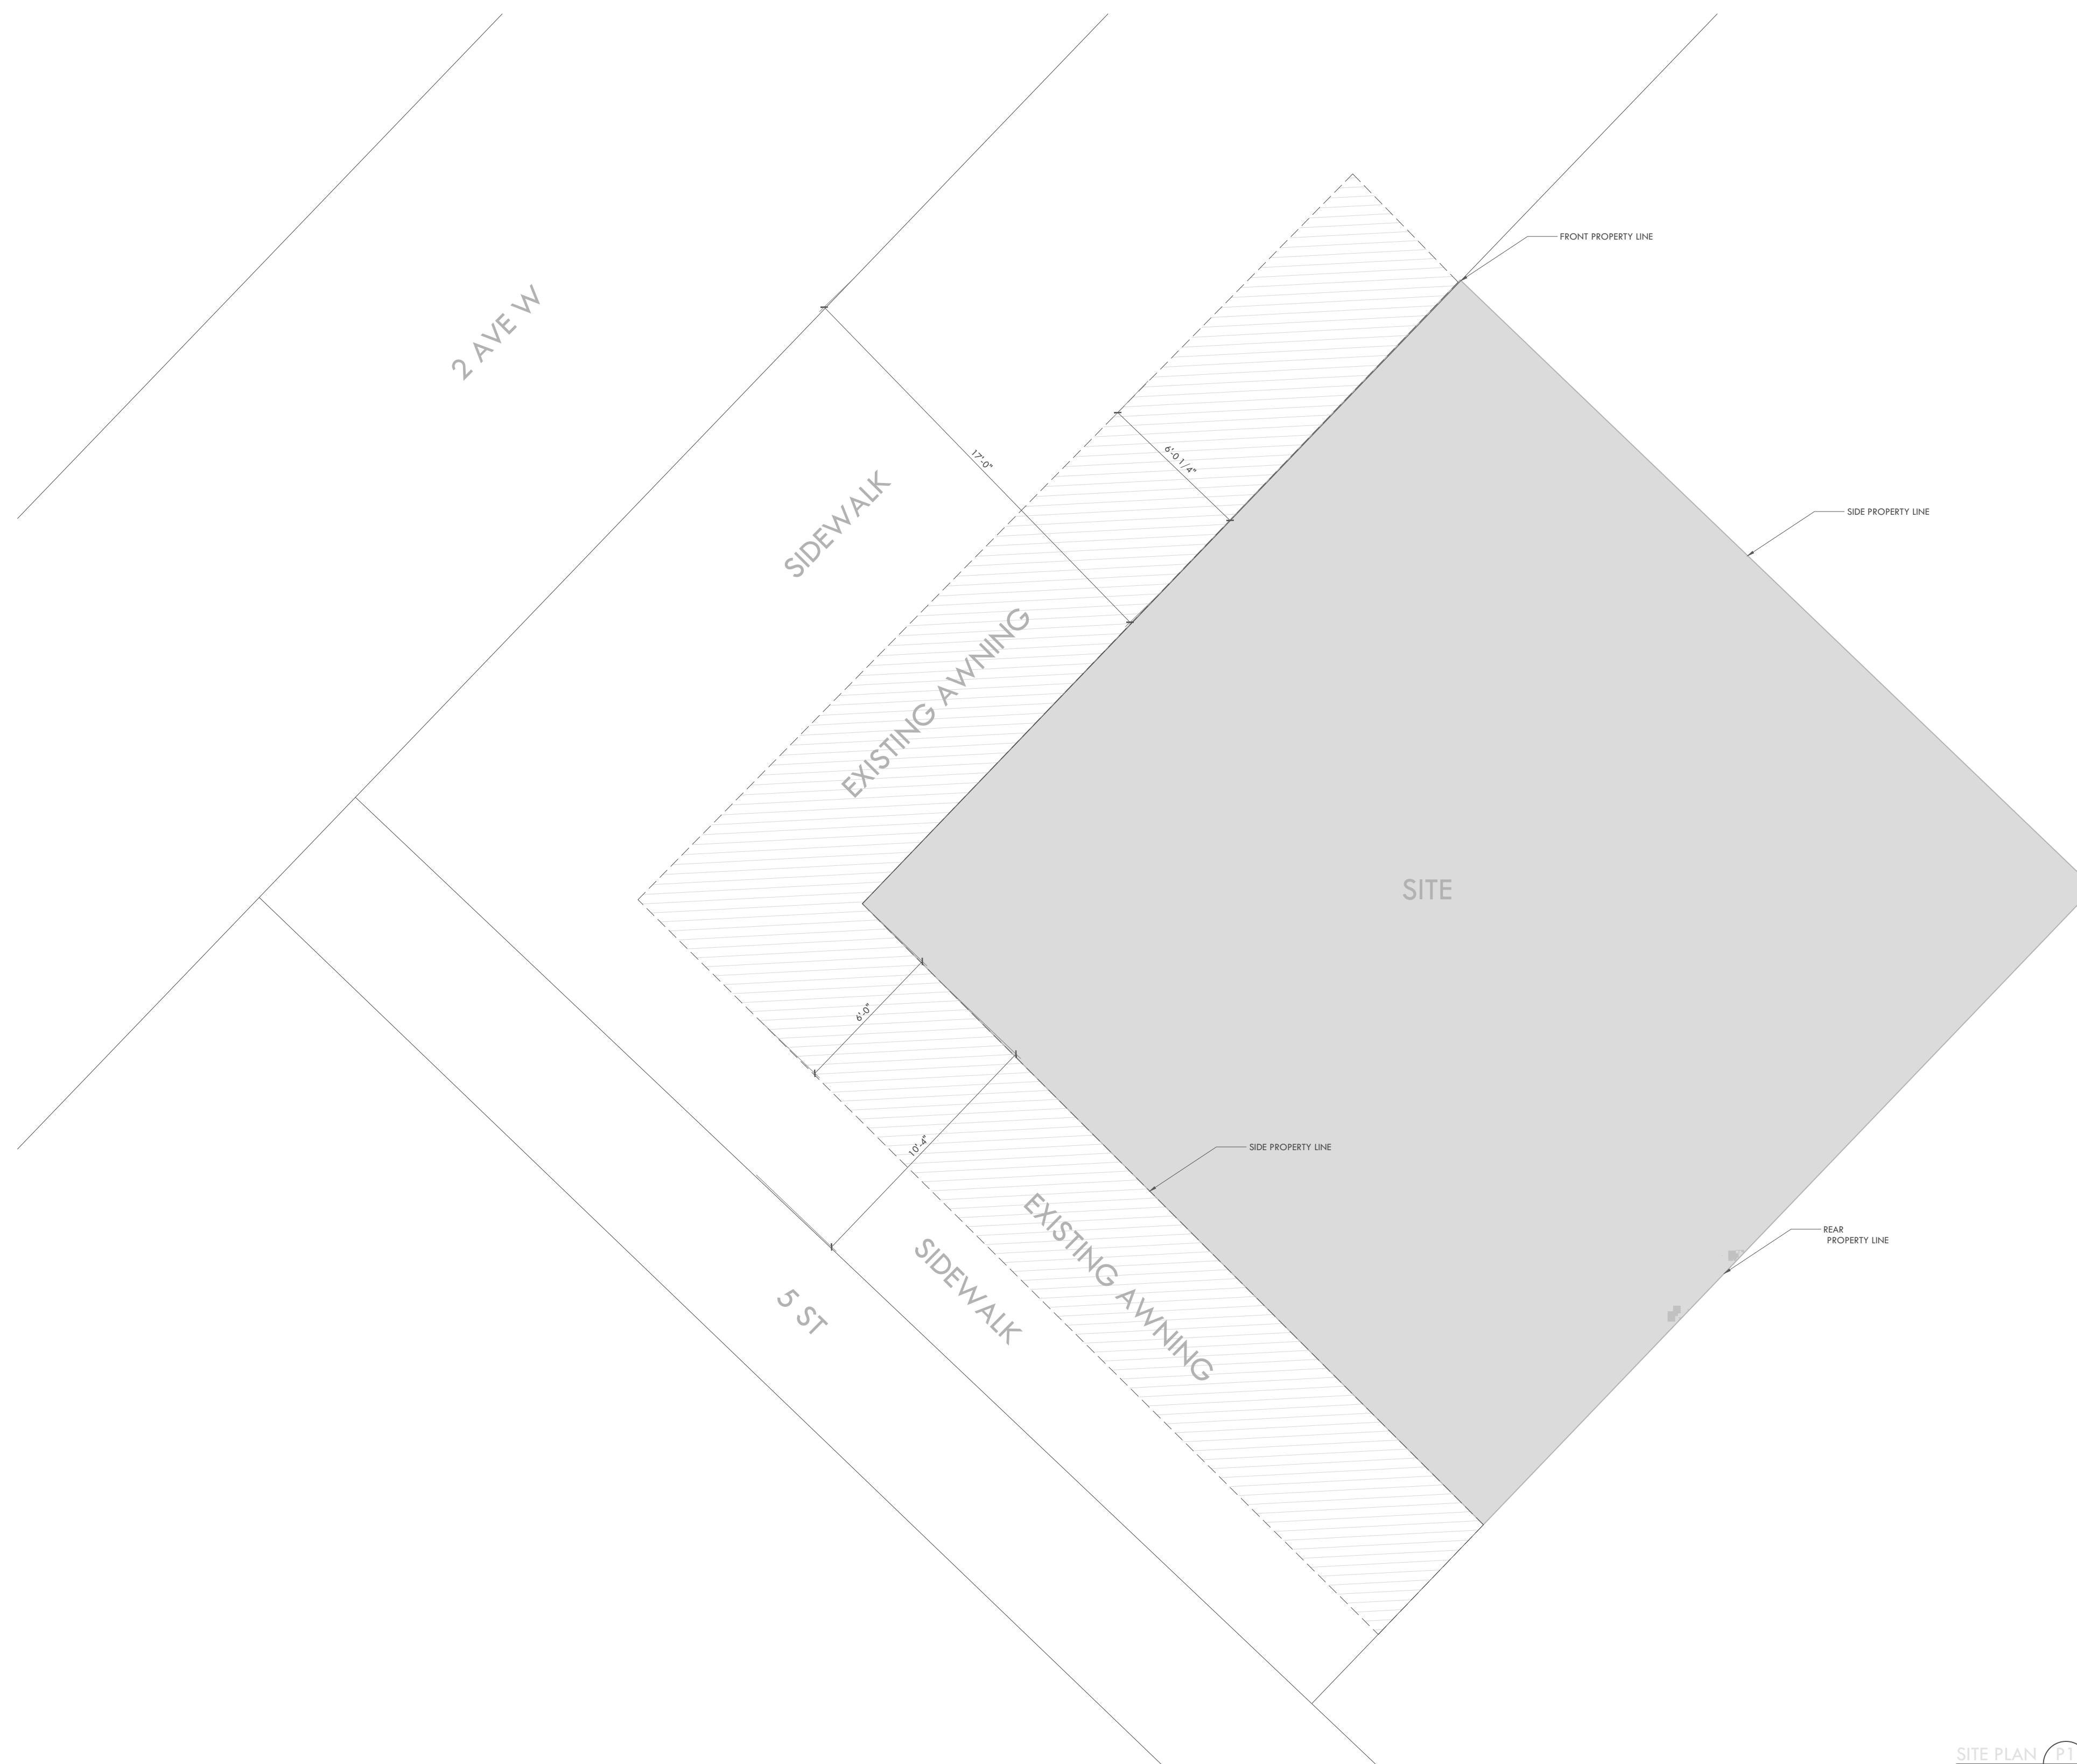 FRONT PROPERTY LINE
2 AVE W
17'-0"
6'-0 1/4"
SIDEWALK
SIDE PROPERTY LINE
EXISTING AWNING
SITE
6'-0"
10'-4"
SIDE PROPERTY LINE
EXISTING AWNING
SIDEWALK
5 ST
REAR
PROPERTY LINE
SITE PLAN
P1